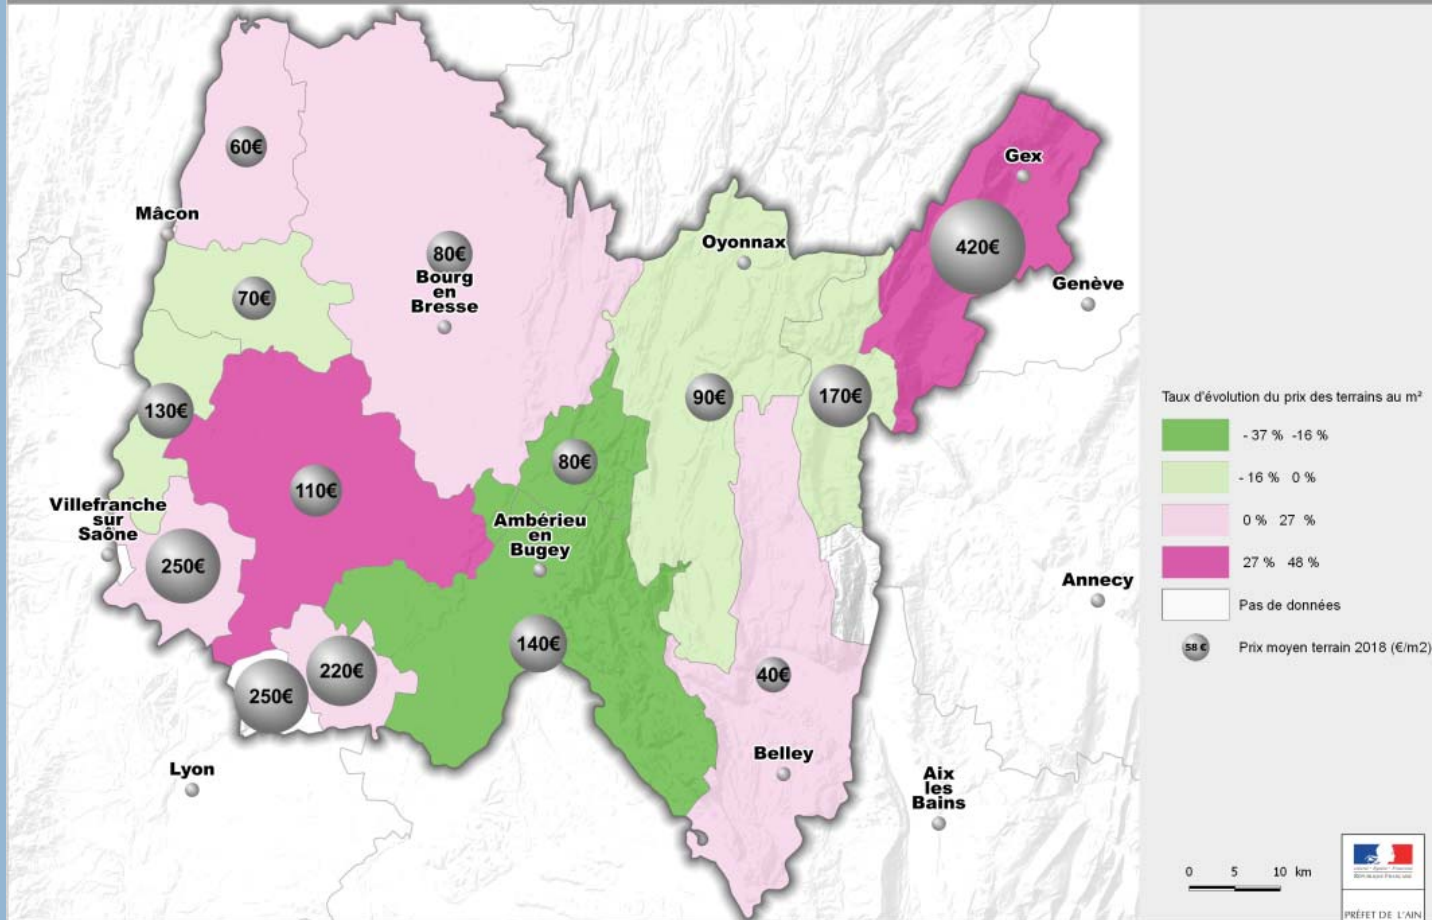 60€
Mâcon
70€
80€
Bourg
en
Bresse
Oyonnax
Gex
420€
Genève
130€
90€
170€
110€
80€
Villefranche
sur
Saône
Ambérieu
en
Bugey
250€
140€
Annecy
220€
250€
40€
Belley
Lyon
Aix
les
Bains
Taux d'évolution du prix des terrains au m²
- 37 % -16 %
- 16 % 0 %
0 % 27 %
27 % 48 %
Pas de données
58 € Prix moyen terrain 2018 (€/m2)
0 5 10 km
RÉPUBLIQUE FRANÇAISE
PRÉFET DE L'AIN